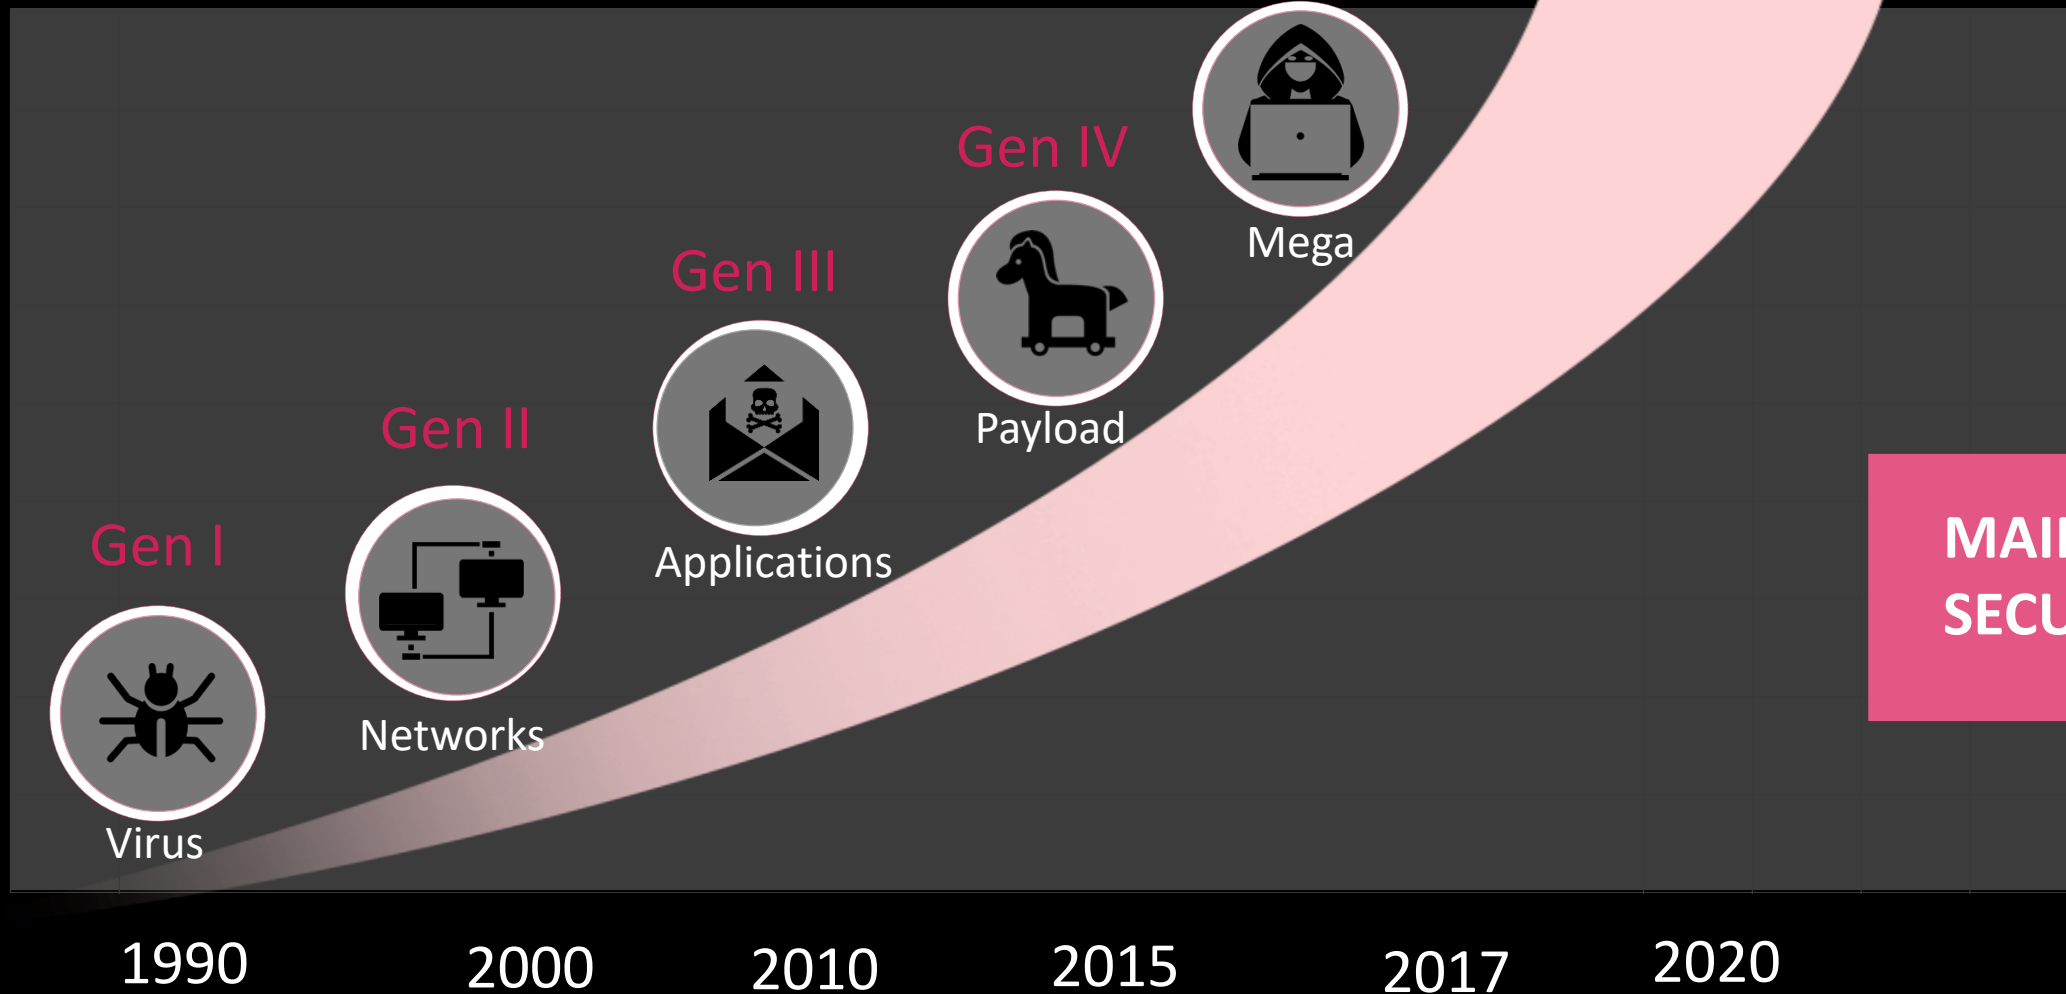 Gen IV
Mega
Gen III
Payload
Gen II
Applications
Gen I
Networks
Virus
1990 2000 2010 2015 2017 2020